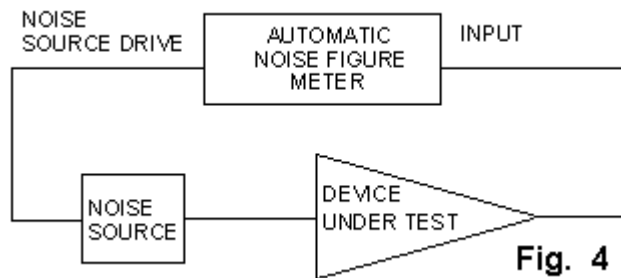 NOISE
SOURCE DRIVE
AUTOMATIC
NOISE FIGURE
METER
INPUT
NOISE
SOURCE
DEVICE
UNDER TEST
Fig. 4